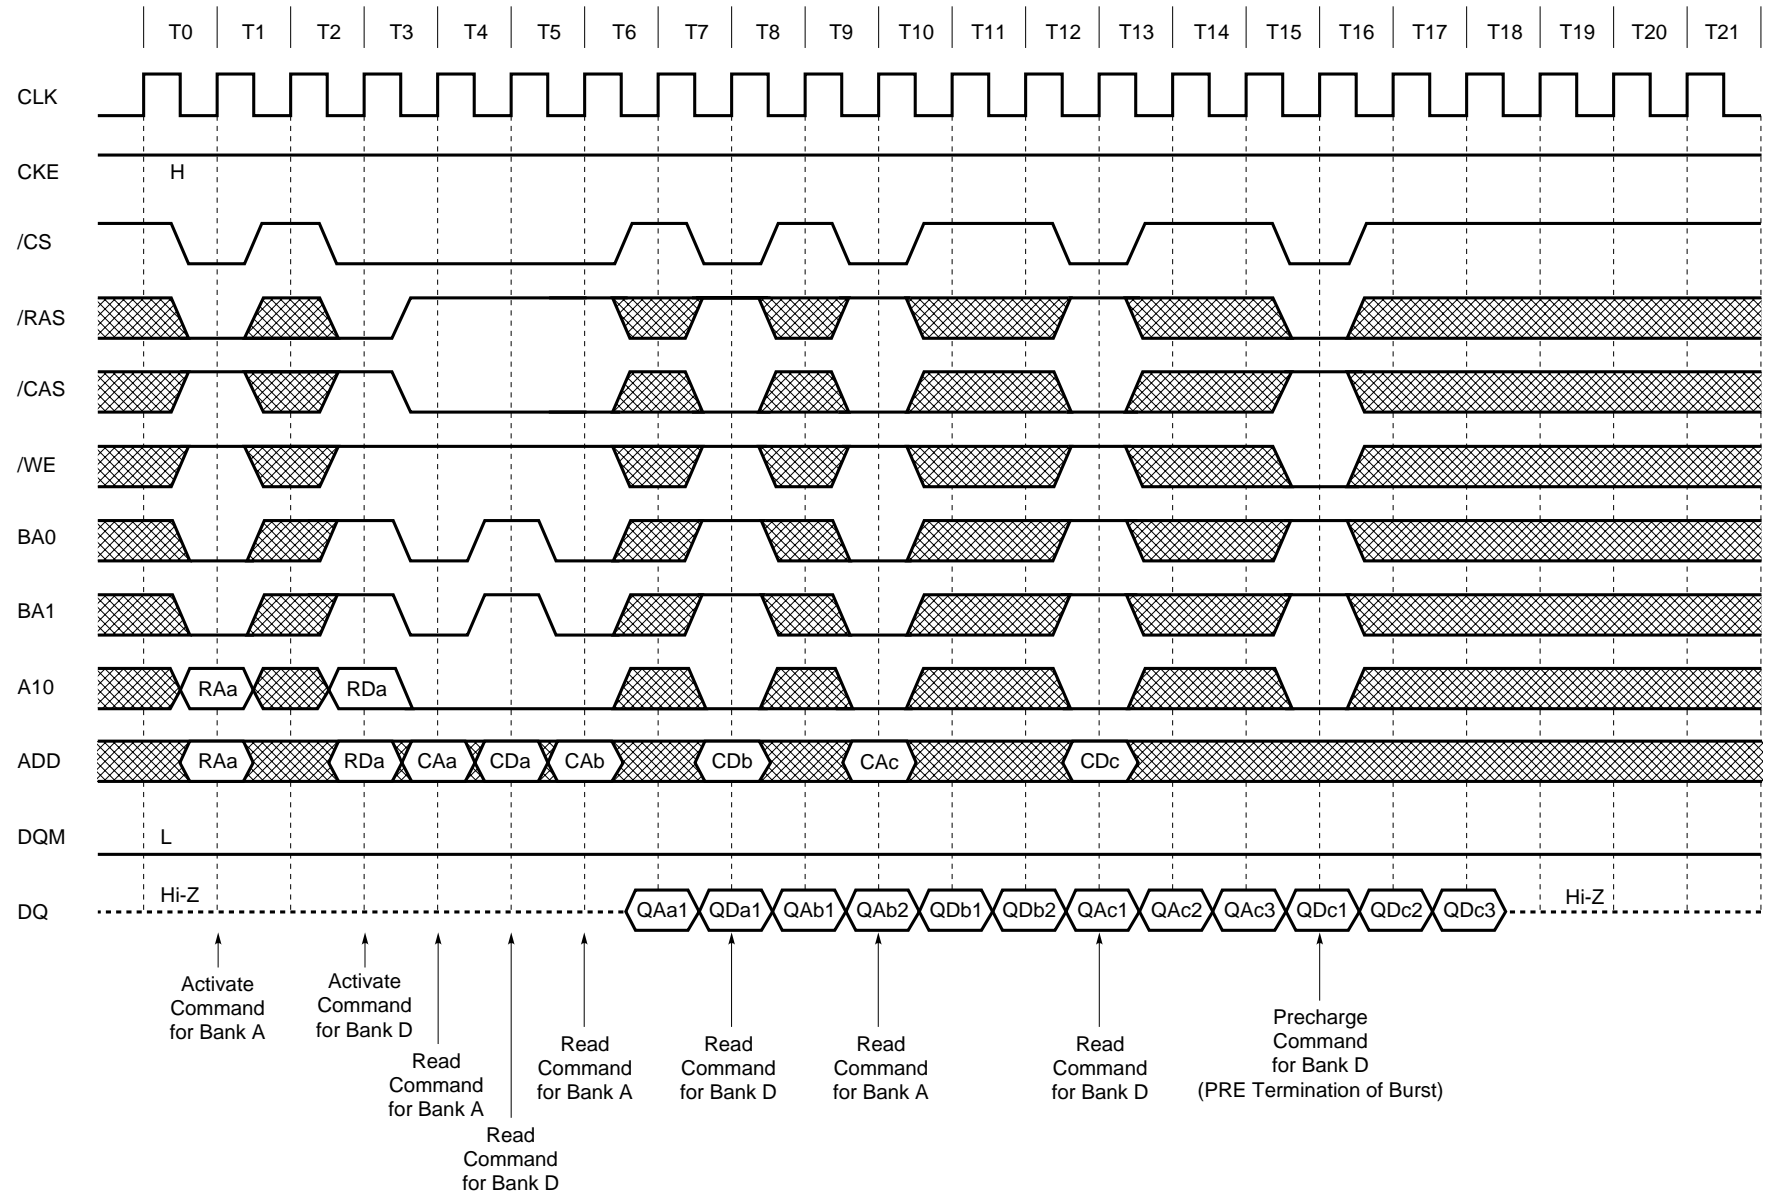 T0 T1 T2 T3 T4 T5 T6 T7 T8 T9 T10 T11 T12 T13 T14 T15 T16 T17 T18 T19 T20 T21
CLK
CKE H
/CS
/RAS
/CAS
/WE
BA0
BA1
A10 RAa RDa
ADD RAa RDa CAa CDa CAb CDb CAc CDc
DQM L
DQ Hi-Z QAa1 QDa1 QAb1 QAb2 QDb1 QDb2 QAc1 QAc2 QAc3 QDc1 QDc2 QDc3 Hi-Z
Activate
Command
for Bank A
Activate
Command
for Bank D
Read
Command
for Bank A
Read
Command
for Bank D
Read
Command
for Bank A
Read
Command
for Bank D
Read
Command
for Bank A
Read
Command
for Bank D
Precharge
Command
for Bank D
(PRE Termination of Burst)